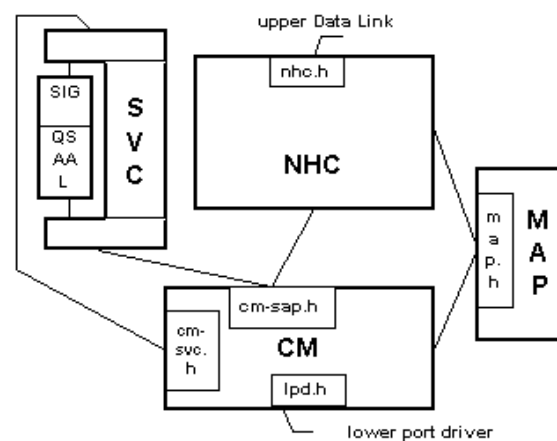 upper Data Link
nhc.h
SIG
QS
AA
L
S
V
C
NHC
m
a
p.
h
M
A
P
cm-sap.h
cm-
svc.
h
CM
lpd.h
lower port driver